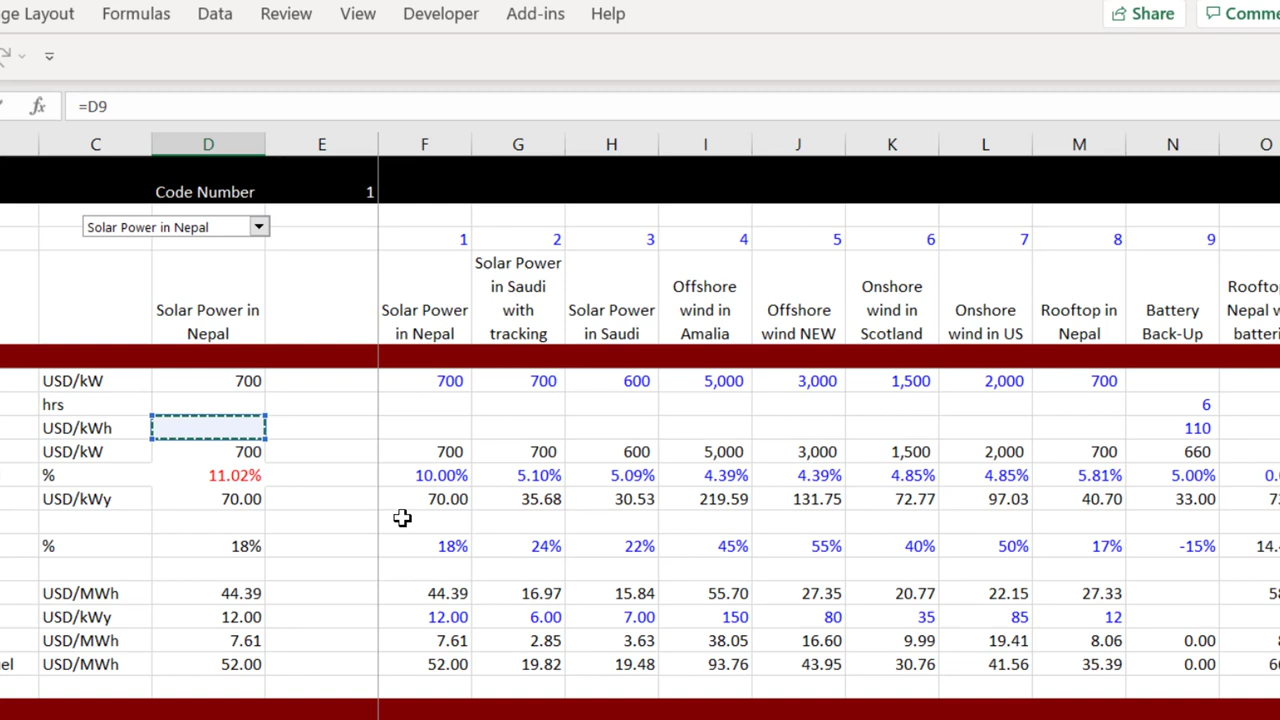 ge Layout Formulas Data Review View Developer Add-ins Help Share Comme
fx =D9
C D E F G H I J K L M N O
Code Number 1
Solar Power in Nepal
1 2 3 4 5 6 7 8 9
Solar Power in Nepal
Solar Power in Nepal
Solar Power in Saudi with tracking
Solar Power in Saudi
Offshore wind in Amalia
Offshore wind NEW
Onshore wind in Scotland
Onshore wind in US
Rooftop in Nepal
Battery Back-Up
Roofto
Nepal w
batteri
USD/kW 700 700 700 600 5,000 3,000 1,500 2,000 700
hrs 6
USD/kWh 110
USD/kW 700 700 700 600 5,000 3,000 1,500 2,000 700 660
% 11.02% 10.00% 5.10% 5.09% 4.39% 4.39% 4.85% 4.85% 5.81% 5.00% 0.
USD/kWy 70.00 70.00 35.68 30.53 219.59 131.75 72.77 97.03 40.70 33.00 7
% 18% 18% 24% 22% 45% 55% 40% 50% 17% -15% 14.
USD/MWh 44.39 44.39 16.97 15.84 55.70 27.35 20.77 22.15 27.33 5
USD/kWy 12.00 12.00 6.00 7.00 150 80 35 85 12
USD/MWh 7.61 7.61 2.85 3.63 38.05 16.60 9.99 19.41 8.06 0.00
el USD/MWh 52.00 52.00 19.82 19.48 93.76 43.95 30.76 41.56 35.39 0.00 6